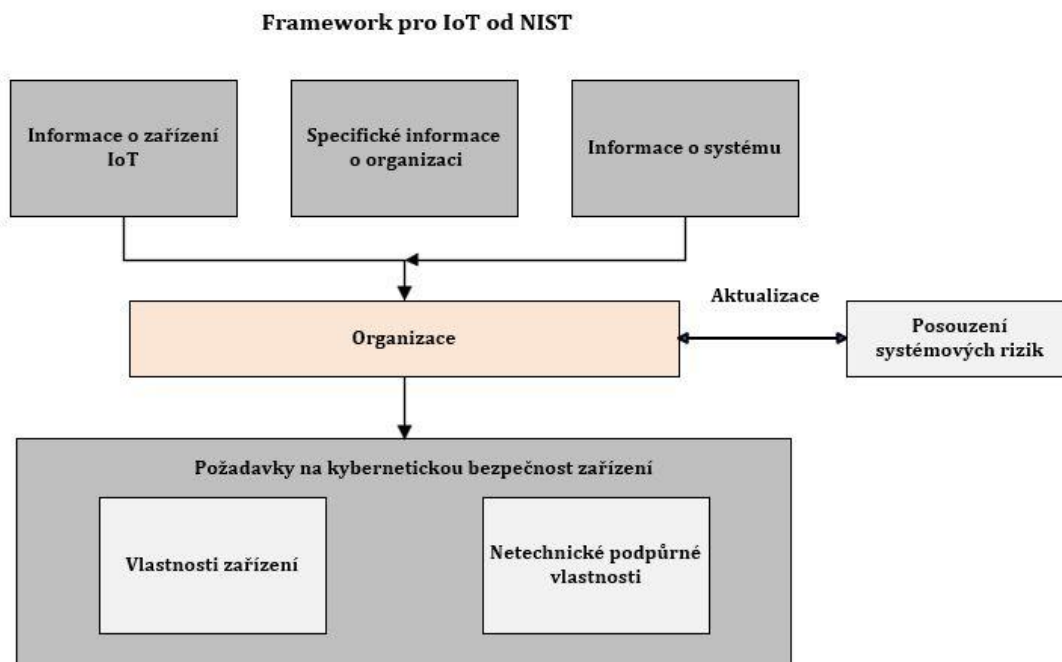 Framework pro IoT od NIST
Informace o zařízení
IoT
Specifické informace
o organizaci
Informace o systému
Organizace
Aktualizace
Posouzení
systémových rizik
Požadavky na kybernetickou bezpečnost zařízení
Vlastnosti zařízení
Netechnické podpůrné
vlastnosti